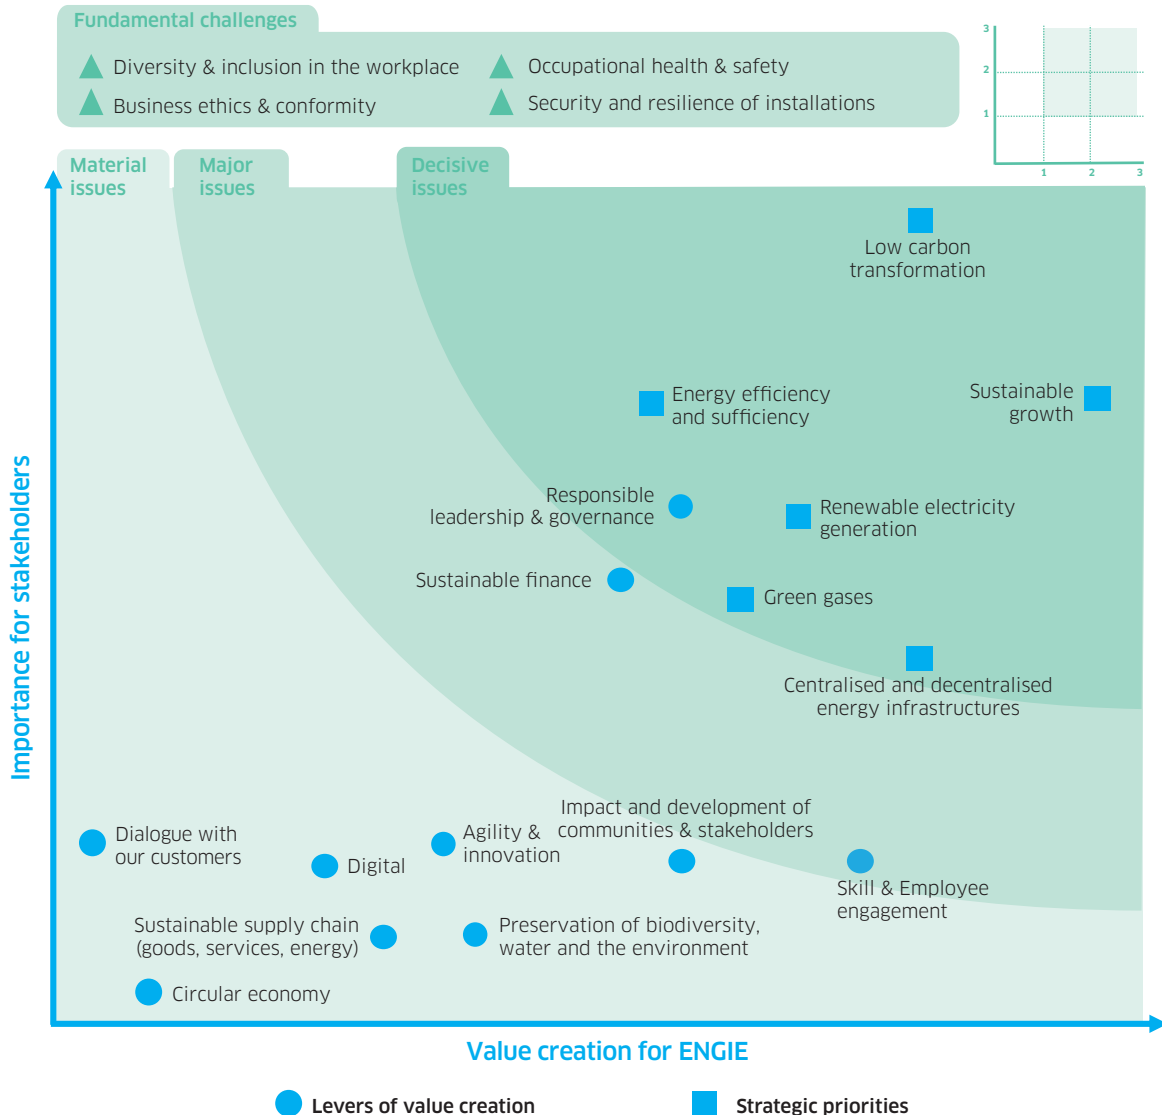 Fundamental challenges
Diversity & inclusion in the workplace
Occupational health & safety
Business ethics & conformity
Security and resilience of installations
3
2
1
1
2
3
Material
issues
Major
issues
Decisive
issues
Low carbon
transformation
Energy efficiency
and sufficiency
Sustainable
growth
Responsible
leadership & governance
Renewable electricity
generation
Sustainable finance
Green gases
Centralised and decentralised
energy infrastructures
Importance for stakeholders
Dialogue with
our customers
Digital
Agility &
innovation
Impact and development of
communities & stakeholders
Skill & Employee
engagement
Sustainable supply chain
(goods, services, energy)
Preservation of biodiversity,
water and the environment
Circular economy
Value creation for ENGIE
Levers of value creation
Strategic priorities